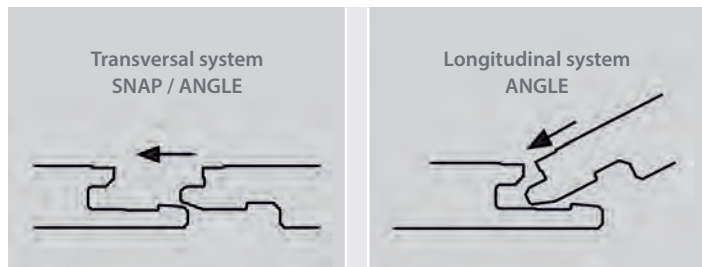 Transversal system
SNAP / ANGLE
Longitudinal system
ANGLE